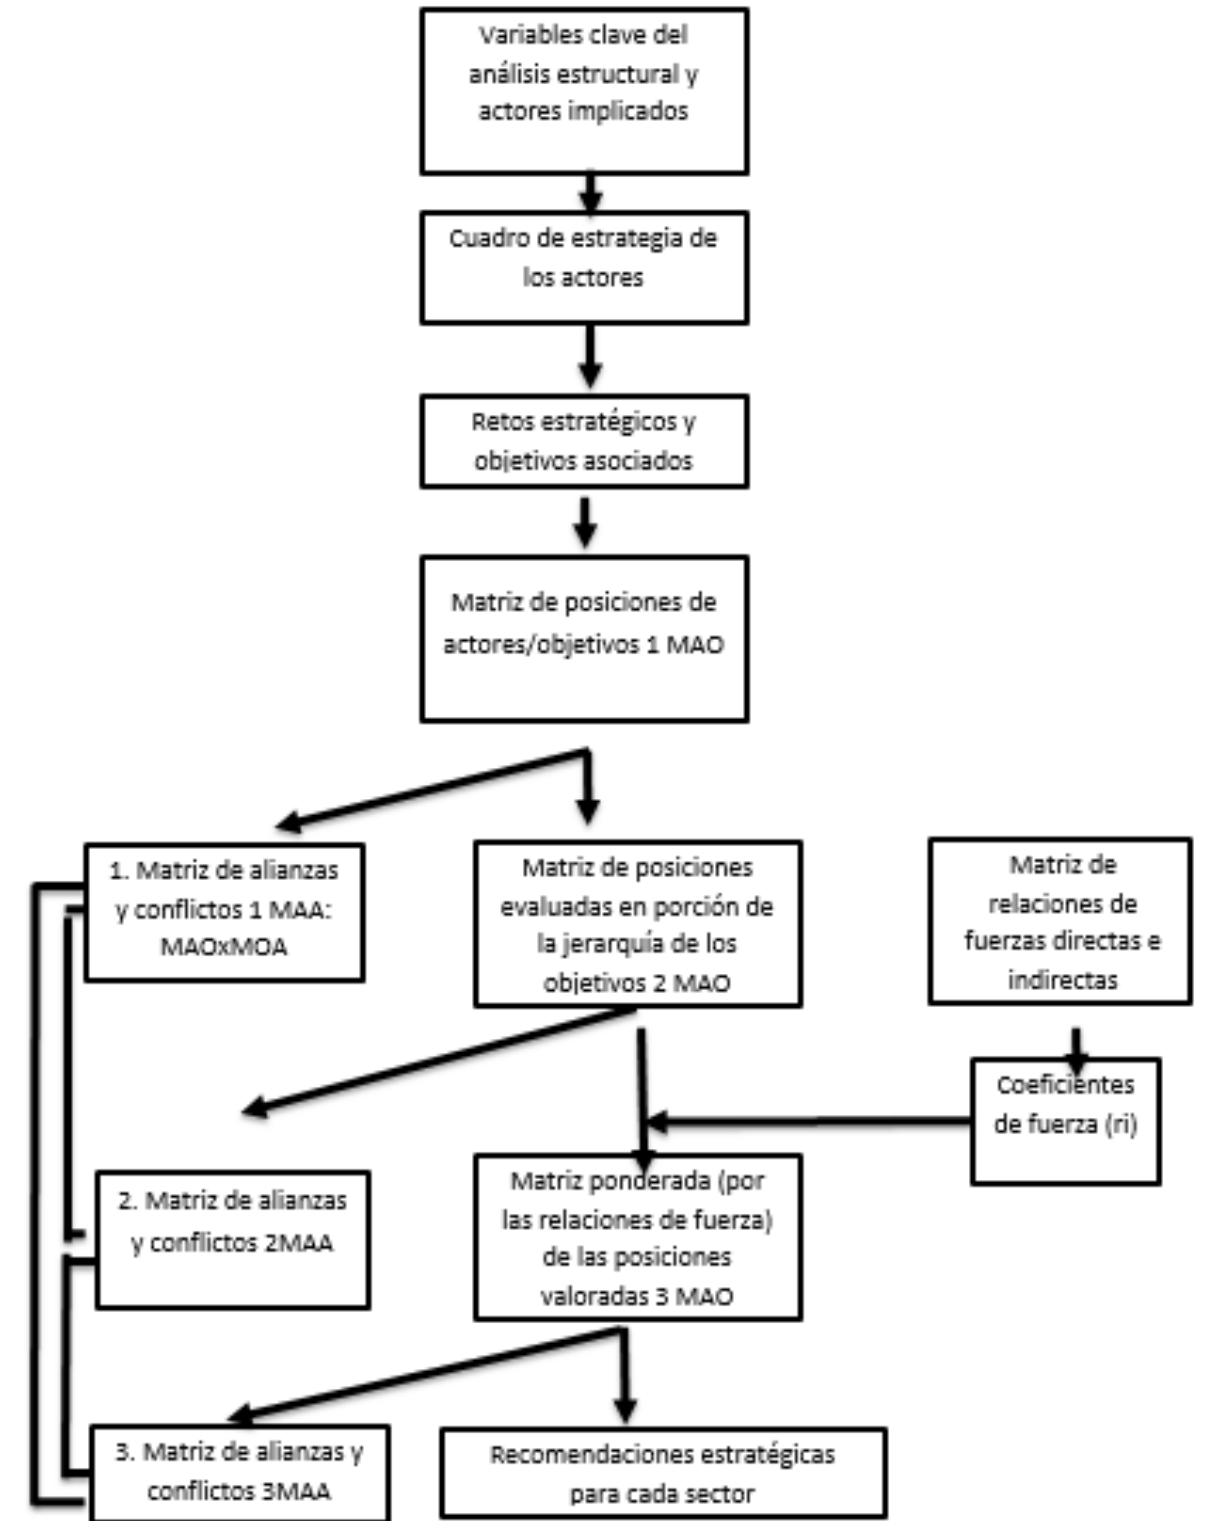 Variables clave del
análisis estructural y
actores implicados
Cuadro de estrategia de
los actores
Retos estratégicos y
objetivos asociados
Matriz de posiciones de
actores/objetivos 1 MAO
1. Matriz de alianzas
y conflictos 1 MAA:
MAOxMOA
Matriz de posiciones
evaluadas en porción de
la jerarquía de los
objetivos 2 MAO
Matriz de
relaciones de
fuerzas directas e
indirectas
Coeficientes
de fuerza (ri)
2. Matriz de alianzas
y conflictos 2MAA
Matriz ponderada (por
las relaciones de fuerza)
de las posiciones
valoradas 3 MAO
3. Matriz de alianzas y
conflictos 3MAA
Recomendaciones estratégicas
para cada sector